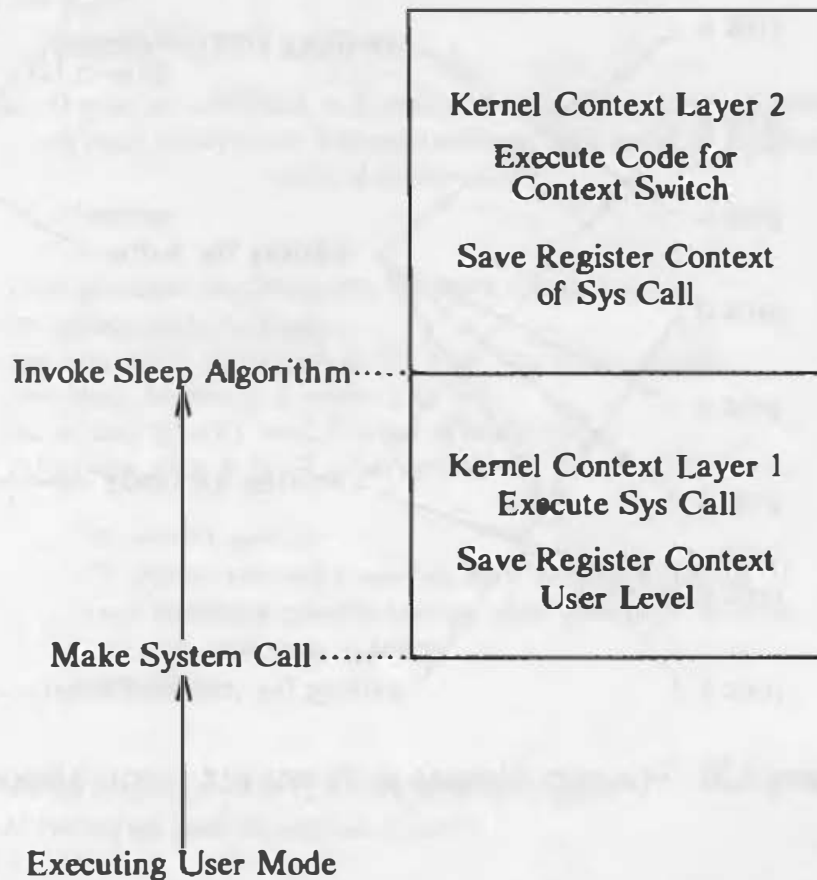 Kernel Context Layer 2
Execute Code for
Context Switch
Save Register Context
of Sys Call
Invoke Sleep Algorithm
Kernel Context Layer 1
Execute Sys Call
Save Register Context
User Level
Make System Call
Executing User Mode